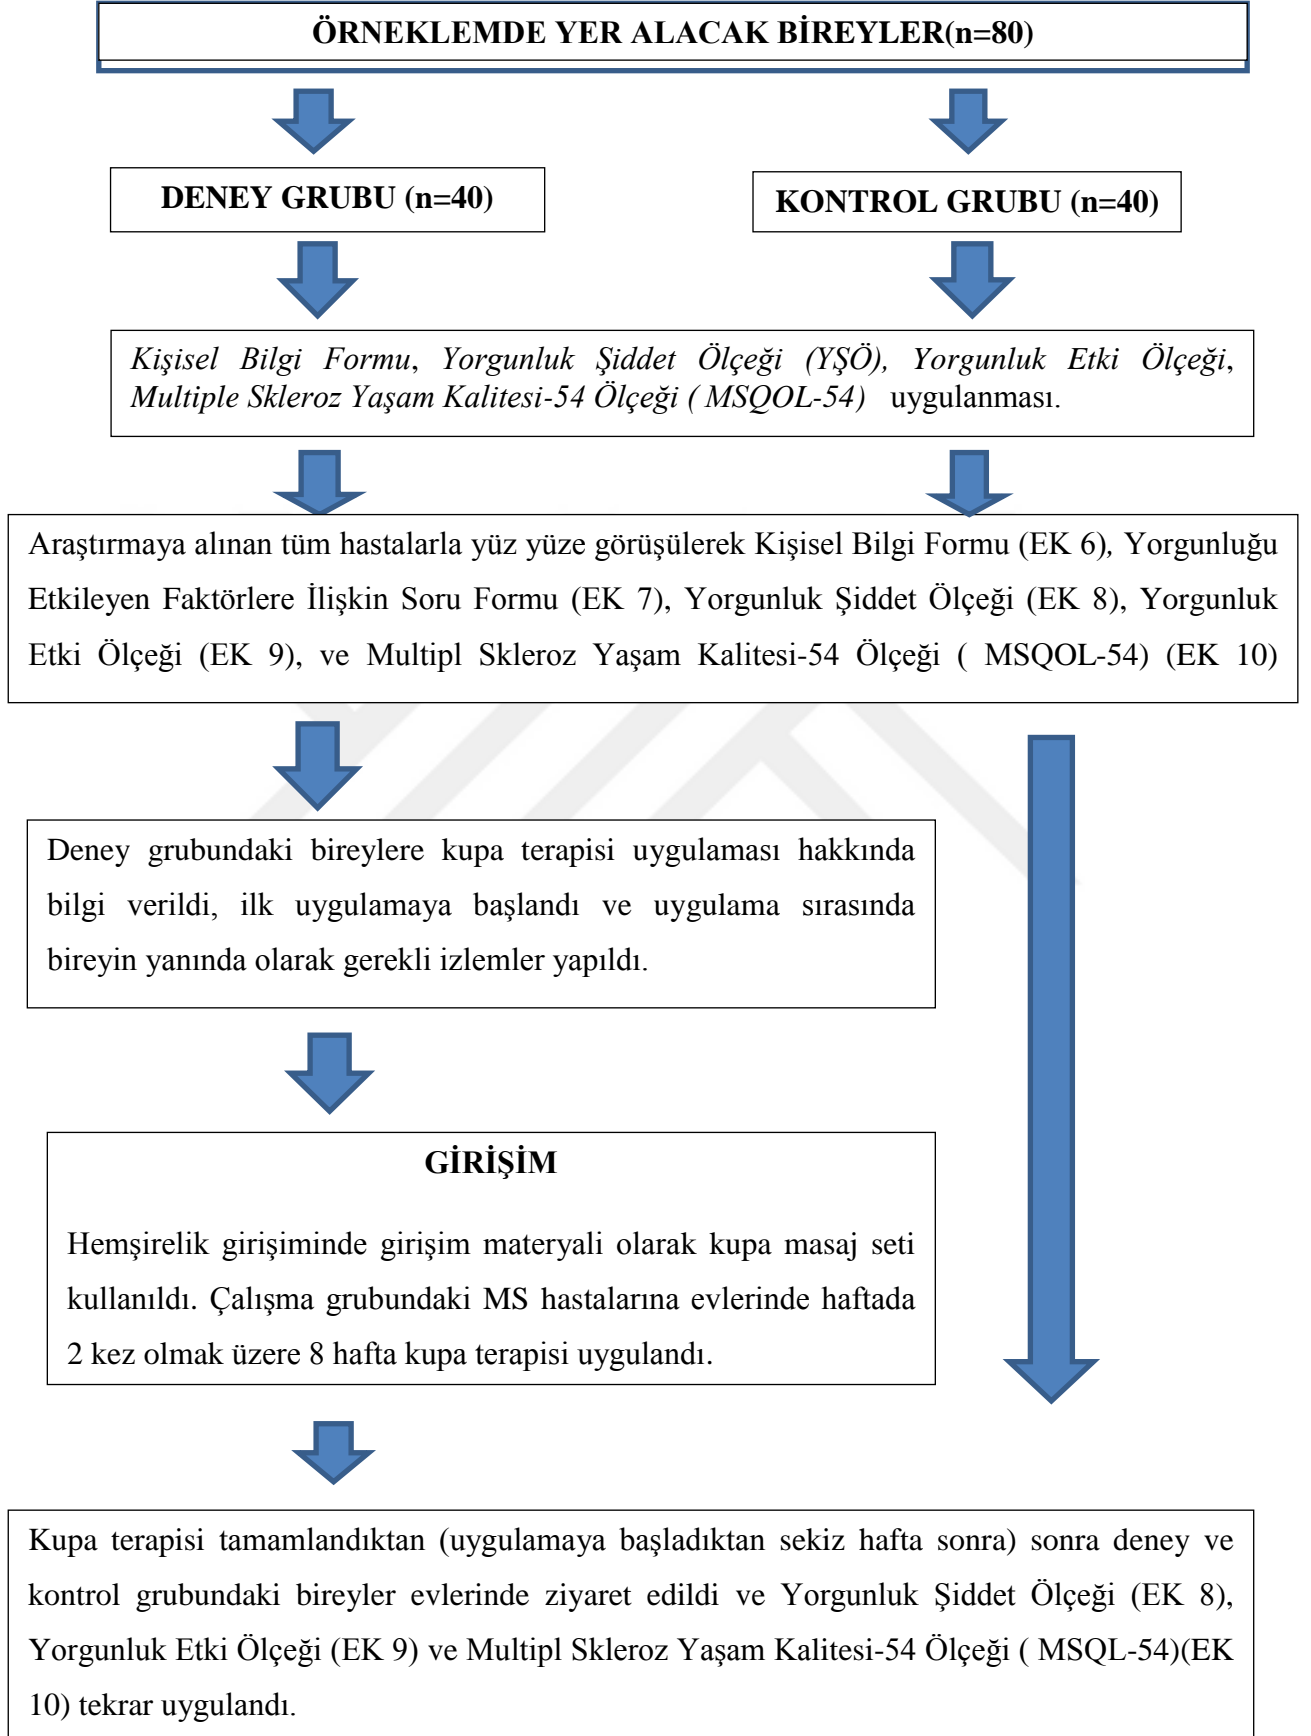 ÖRNEKLEMDE YER ALACAK BİREYLER(n=80)
DENEY GRUBU (n=40)
KONTROL GRUBU (n=40)
Kişisel Bilgi Formu, Yorgunluk Şiddet Ölçeği (YŞÖ), Yorgunluk Etki Ölçeği,
Multiple Skleroz Yaşam Kalitesi-54 Ölçeği ( MSQOL-54) uygulanması.
Araştırmaya alınan tüm hastalarla yüz yüze görüşülerek Kişisel Bilgi Formu (EK 6), Yorgunluğu
Etkileyen Faktörlere İlişkin Soru Formu (EK 7), Yorgunluk Şiddet Ölçeği (EK 8), Yorgunluk
Etki Ölçeği (EK 9), ve Multipl Skleroz Yaşam Kalitesi-54 Ölçeği ( MSQOL-54) (EK 10)
Deney grubundaki bireylere kupa terapisi uygulaması hakkında
bilgi verildi, ilk uygulamaya başlandı ve uygulama sırasında
bireyin yanında olarak gerekli izlemler yapıldı.
GİRİŞİM
Hemşirelik girişiminde girişim materyali olarak kupa masaj seti
kullanıldı. Çalışma grubundaki MS hastalarına evlerinde haftada
2 kez olmak üzere 8 hafta kupa terapisi uygulandı.
Kupa terapisi tamamlandıktan (uygulamaya başladıktan sekiz hafta sonra) sonra deney ve
kontrol grubundaki bireyler evlerinde ziyaret edildi ve Yorgunluk Şiddet Ölçeği (EK 8),
Yorgunluk Etki Ölçeği (EK 9) ve Multipl Skleroz Yaşam Kalitesi-54 Ölçeği ( MSQL-54)(EK
10) tekrar uygulandı.